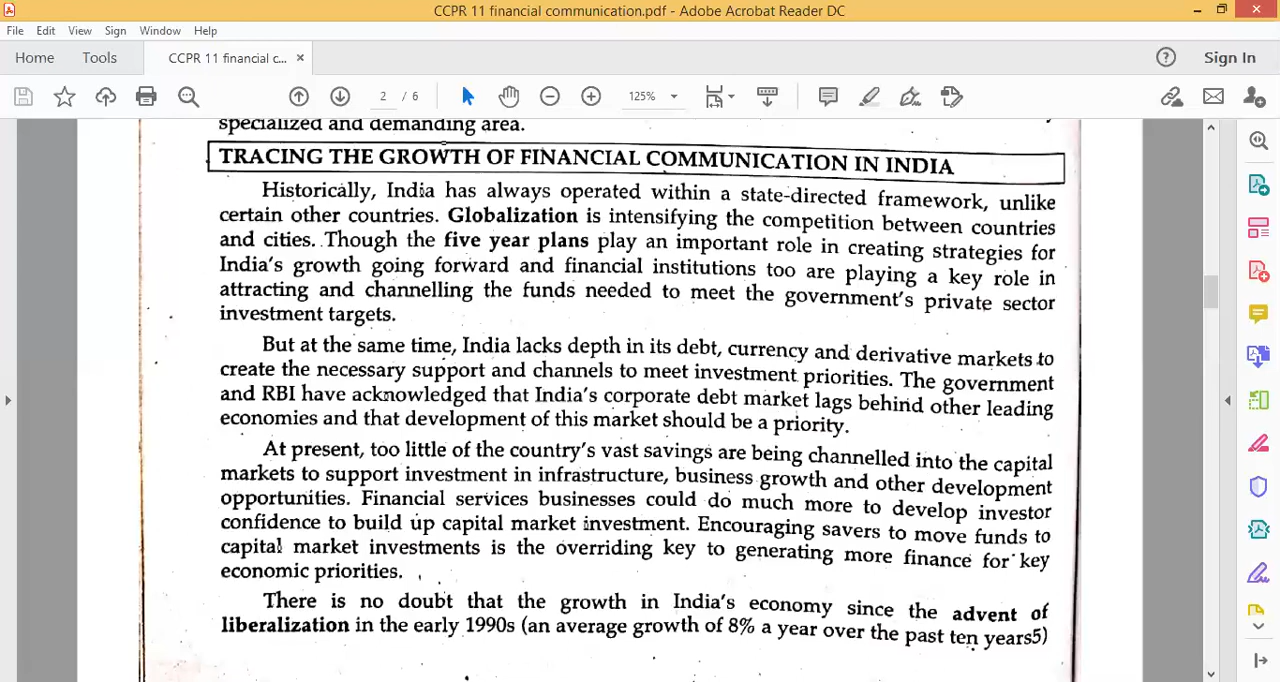 CCPR 11 financial communication.pdf - Adobe Acrobat Reader DC
File Edit View Sign Window Help
Home Tools CCPR 11 financial c... × Sign In
2 / 6 125%
specialized and demanding area.
TRACING THE GROWTH OF FINANCIAL COMMUNICATION IN INDIA
Historically, India has always operated within a state-directed framework, unlike
certain other countries. Globalization is intensifying the competition between countries
and cities. Though the five year plans play an important role in creating strategies for
India's growth going forward and financial institutions too are playing a key role in
attracting and channelling the funds needed to meet the government's private sector
investment targets.
But at the same time, India lacks depth in its debt, currency and derivative markets to
create the necessary support and channels to meet investment priorities. The government
and RBI have acknowledged that India's corporate debt market lags behind other leading
economies and that development of this market should be a priority.
At present, too little of the country's vast savings are being channelled into the capital
markets to support investment in infrastructure, business growth and other development
opportunities. Financial services businesses could do much more to develop investor
confidence to build up capital market investment. Encouraging savers to move funds to
capital market investments is the overriding key to generating more finance for key
economic priorities.
There is no doubt that the growth in India's economy since the advent of
liberalization in the early 1990s (an average growth of 8% a year over the past ten years5)